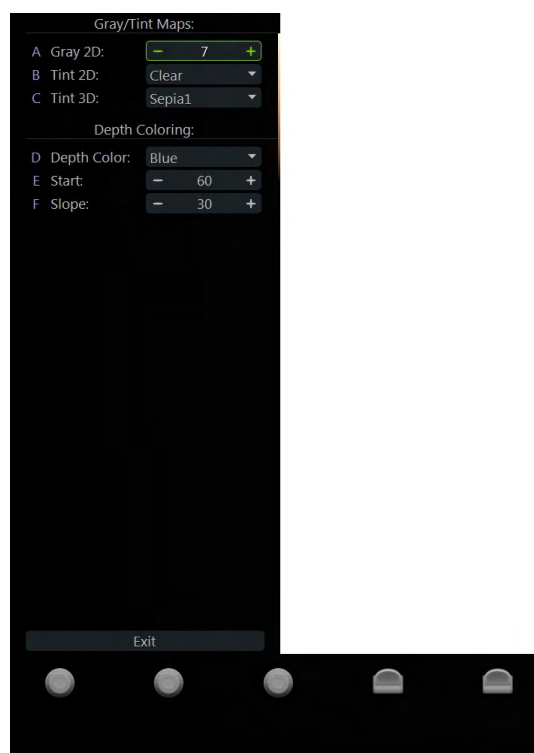 Gray/Tint Maps:
A Gray 2D: − 7 +
B Tint 2D: Clear
C Tint 3D: Sepia1
Depth Coloring:
D Depth Color: Blue
E Start: − 60 +
F Slope: − 30 +
Exit